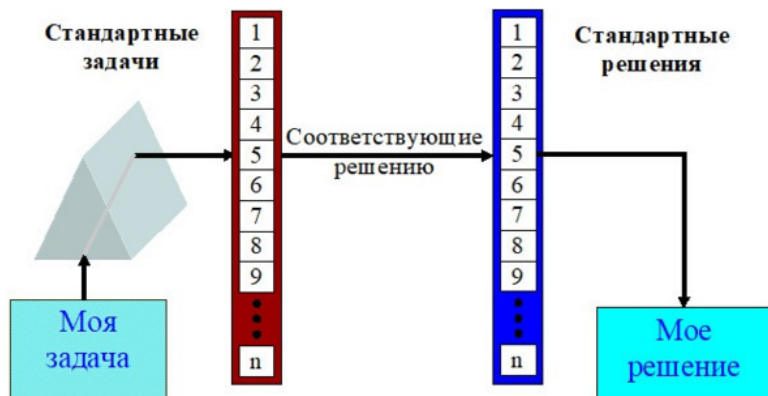 Стандартные
задачи
1
2
3
4
5
6
7
8
9
n
Соответствующие
решению
1
2
3
4
5
6
7
8
9
n
Стандартные
решения
Моя
задача
Мое
решение